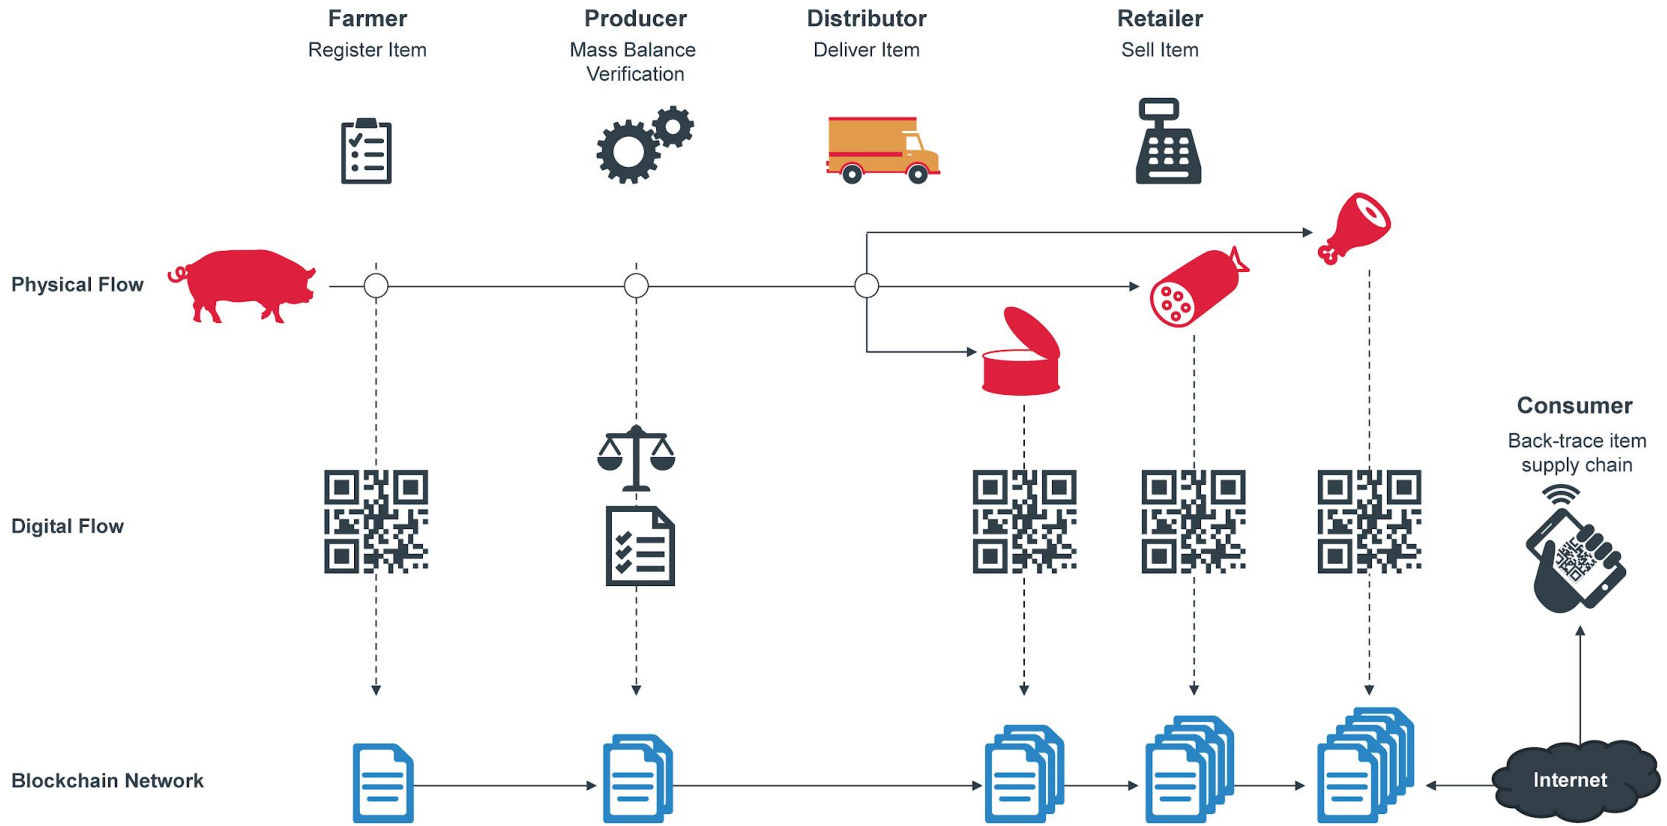 Farmer
Register Item
Producer
Mass Balance
Verification
Distributor
Deliver Item
Retailer
Sell Item
Physical Flow
Consumer
Back-trace item
supply chain
Digital Flow
Blockchain Network
Internet